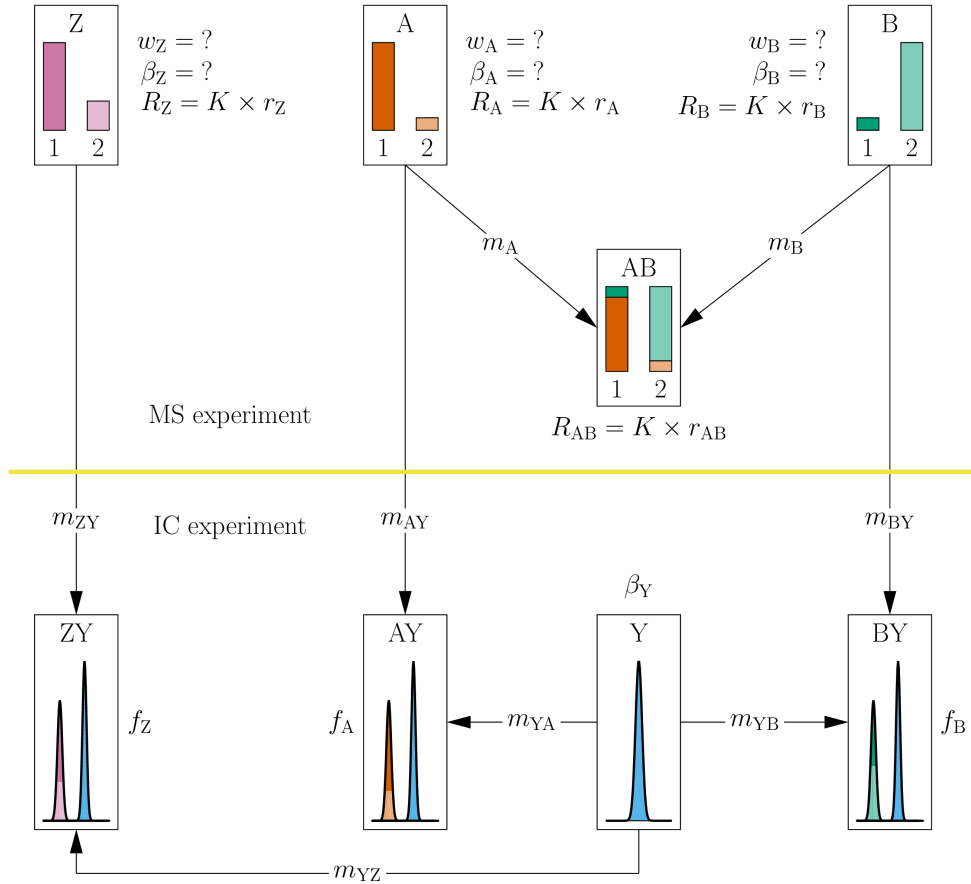 Z
w_Z = ?
β_Z = ?
R_Z = K × r_Z
1 2
A
w_A = ?
β_A = ?
R_A = K × r_A
1 2
B
w_B = ?
β_B = ?
R_B = K × r_B
1 2
m_A
m_B
AB
1 2
R_AB = K × r_AB
MS experiment
IC experiment
m_ZY
m_AY
m_BY
β_Y
ZY
f_Z
AY
f_A
Y
BY
f_B
m_YA
m_YB
m_YZ